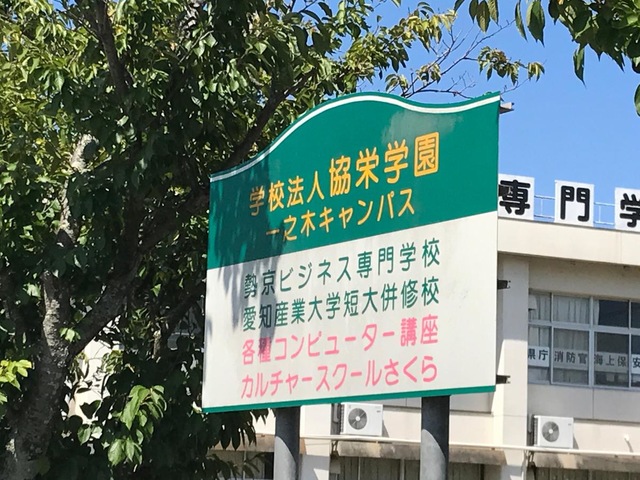 学校法人協栄学園
一之木キャンパス
勢京ビジネス専門学校
愛知産業大学短大併修校
各種コンピューター講座
カルチャースクールさくら
専門学
県庁 消防官 海上保安